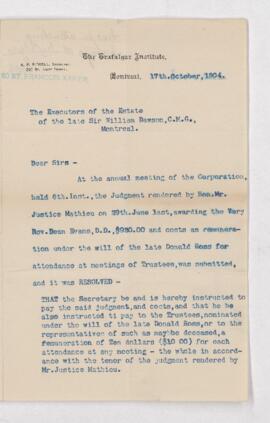 The Trafalgar Institute,
Montreal, 17th. October, 1904.
The Executors of the Estate
of the late Sir William Dawson, C.M.G.,
Montreal.
Dear Sirs -
At the annual meeting of the Corporation,
held 6th. inst., the Judgment rendered by Hon. Mr.
Justice Mathieu on 29th. June last, awarding the Very
Rev. Dean Evans, D.D. $930.00 and costs as remunera-
tion under the will of the late Donald Ross for
attendance at meetings of Trustees, was submitted,
and it was RESOLVED -
THAT the Secretary be and is hereby instructed to
pay the said judgment, and costs, and that he be
also instructed to pay to the Trustees, nominated
under the will of the late Donald Ross, or to the
representatives of such as may be deceased, a
remuneration of Ten dollars ($10 00) for each
attendance at any meeting - the whole in accord-
ance with the tenor of the judgment rendered by
Mr. Justice Mathieu.